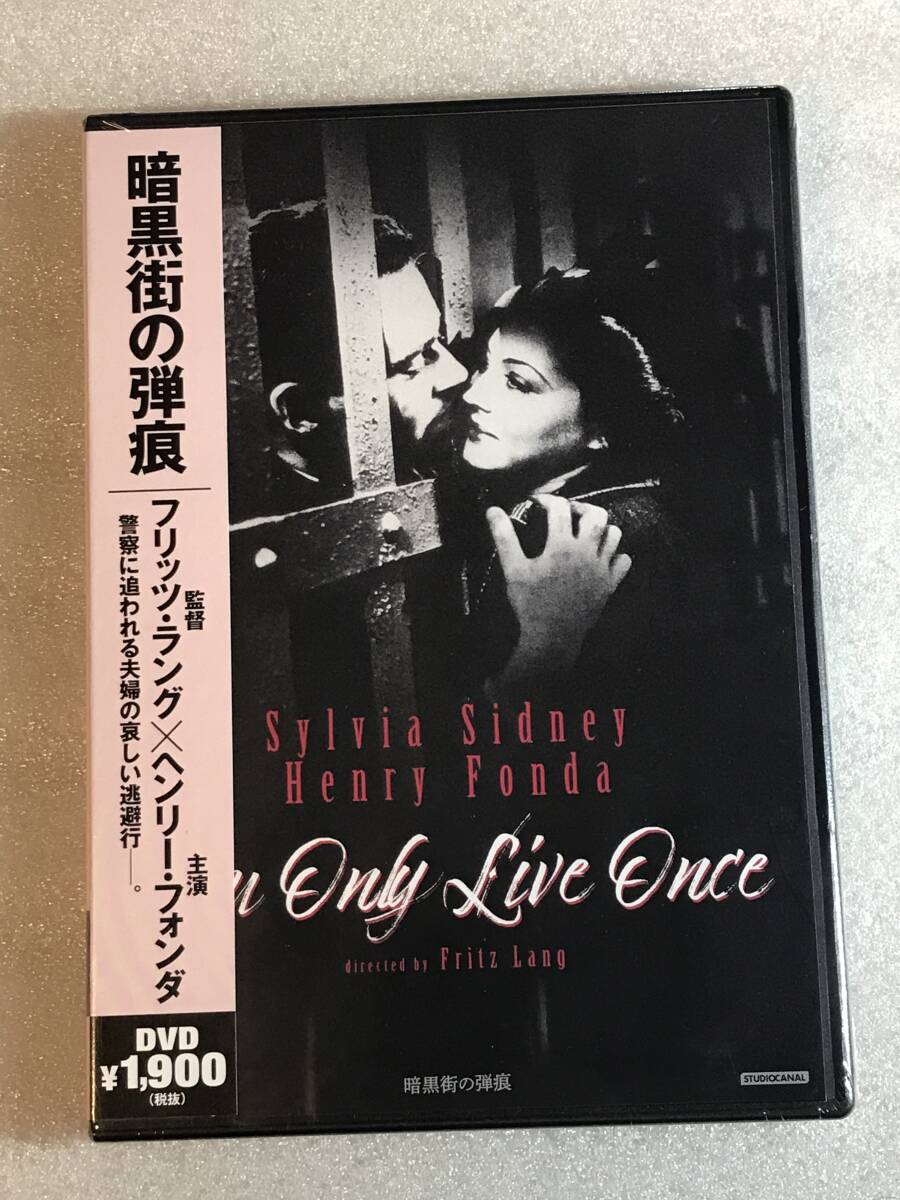 暗黒街の弾痕
監督 主演
フリッツ・ラング×ヘンリー・フォンダ
警察に追われる夫婦の哀しい逃避行──。
DVD
¥1,900
(税抜)
Sylvia Sidney
Henry Fonda
Only Live Once
directed by Fritz Lang
暗黒街の弾痕
STUDIOCANAL